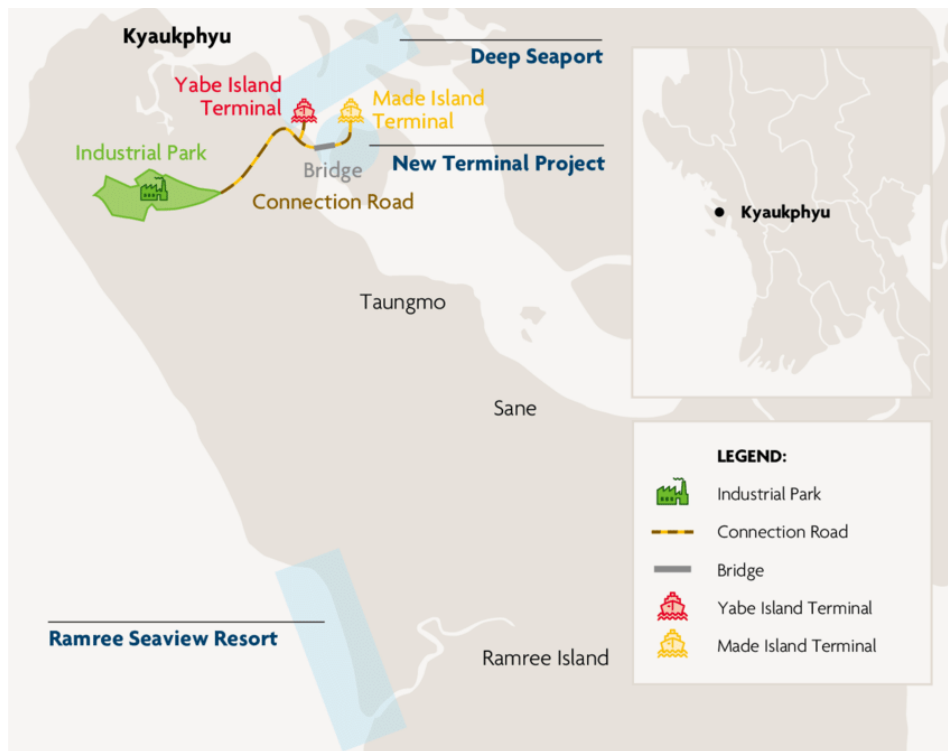 Kyaukphyu
Deep Seaport
Yabe Island
Terminal
Made Island
Terminal
Industrial Park
Bridge
New Terminal Project
Connection Road
Kyaukphyu
Taungmo
Sane
LEGEND:
Industrial Park
Connection Road
Bridge
Yabe Island Terminal
Made Island Terminal
Ramree Seaview Resort
Ramree Island